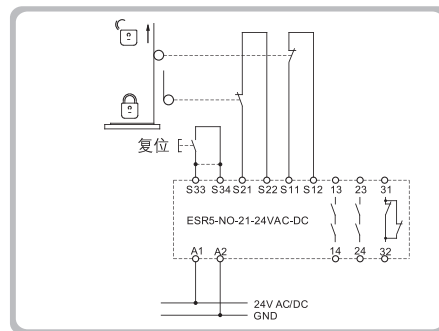 复位
S33 S34 S21 S22 S11 S12 13 23 31
ESR5-NO-21-24VAC-DC
A1 A2 14 24 32
24V AC/DC
GND